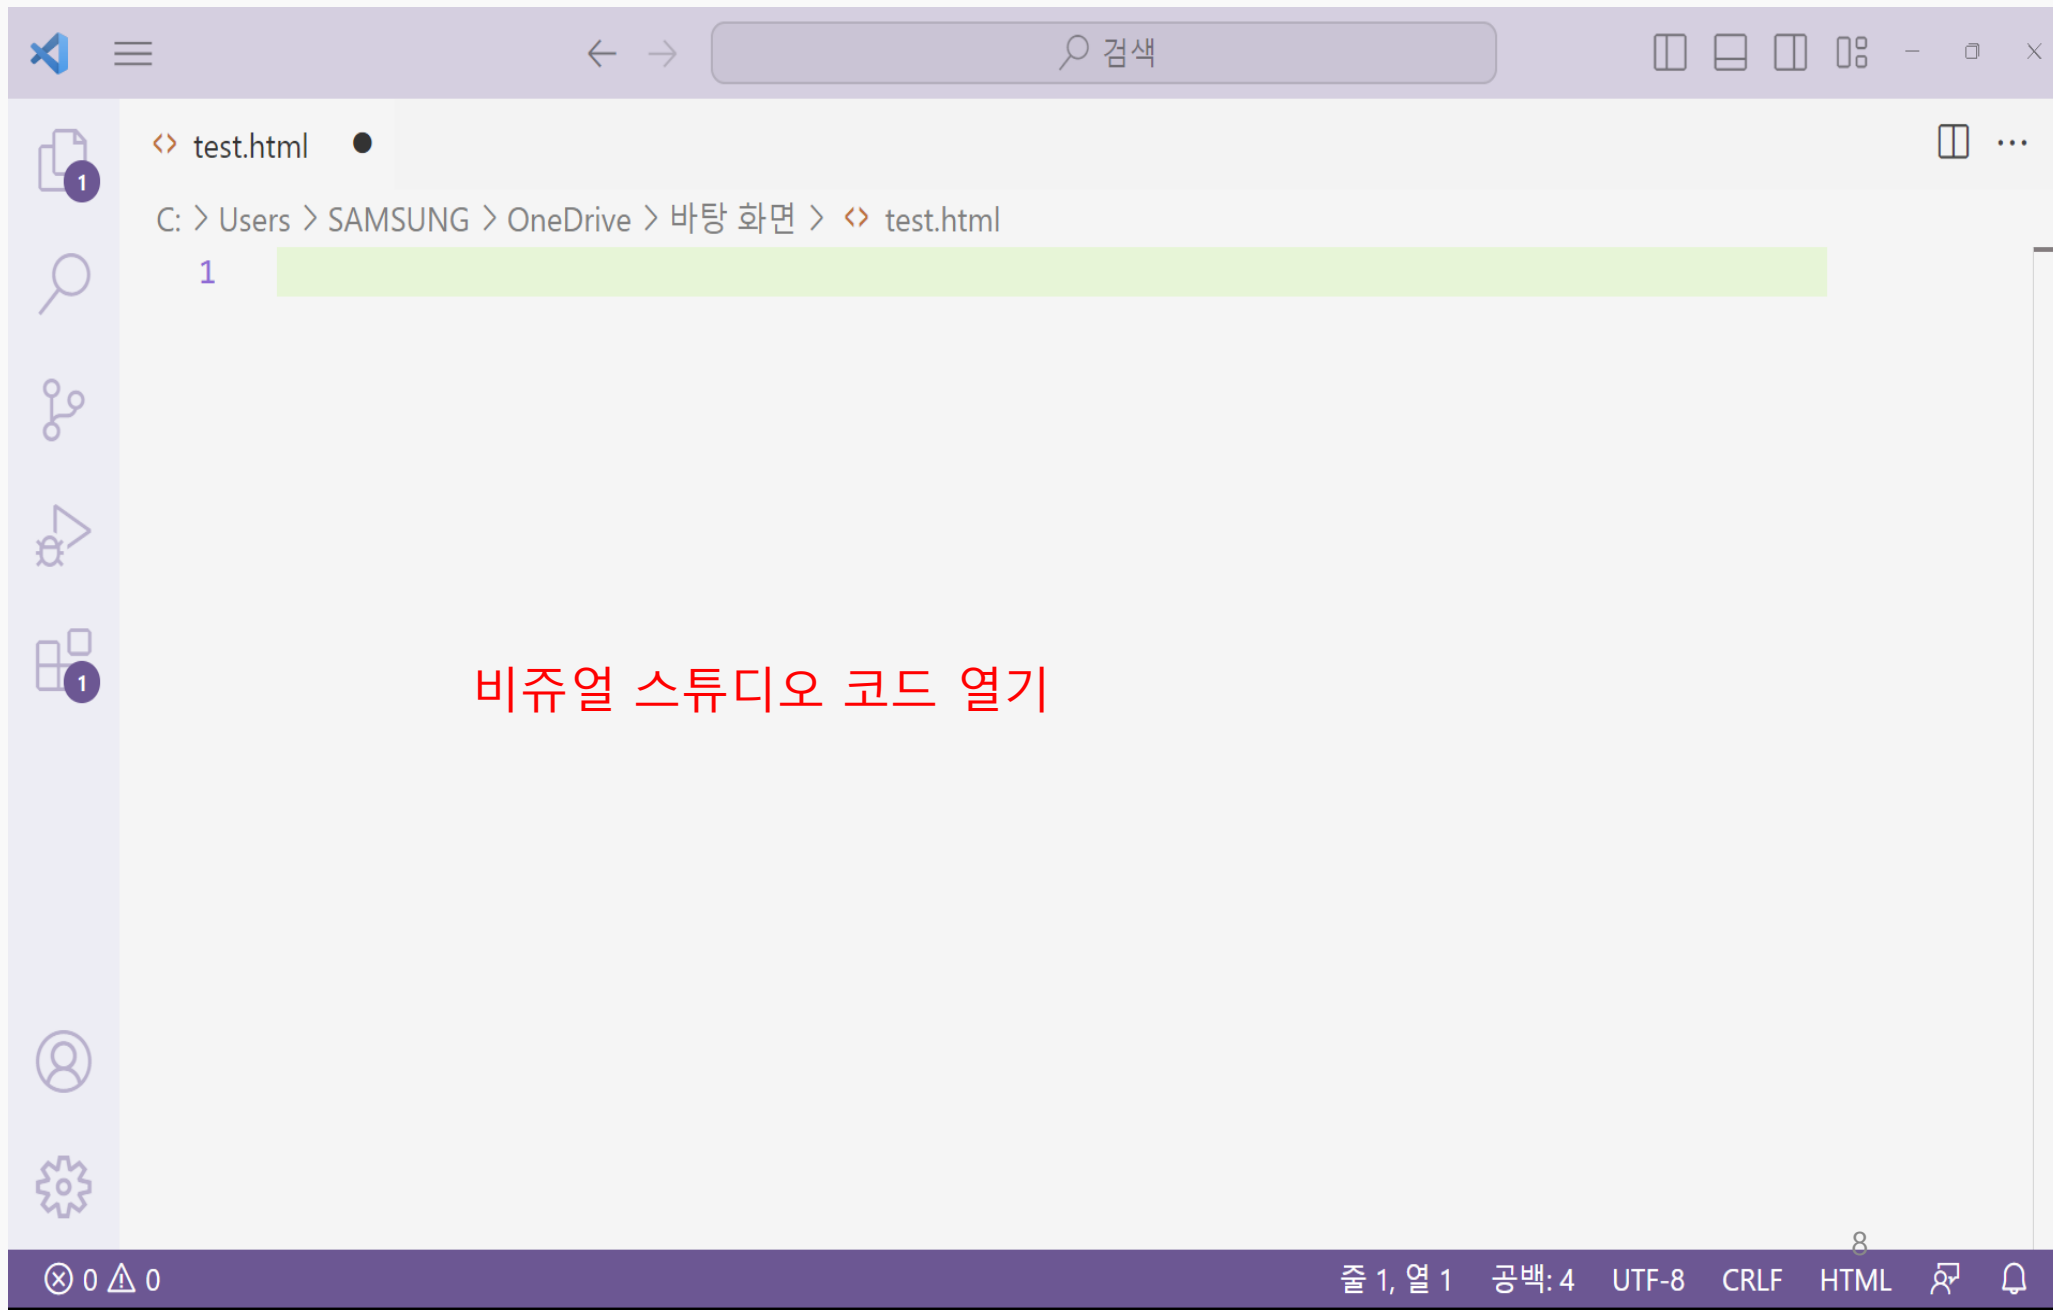 검색
test.html
1
C: > Users > SAMSUNG > OneDrive > 바탕 화면 > test.html
1
1
비쥬얼 스튜디오 코드 열기
8
0 0 줄 1, 열 1 공백: 4 UTF-8 CRLF HTML